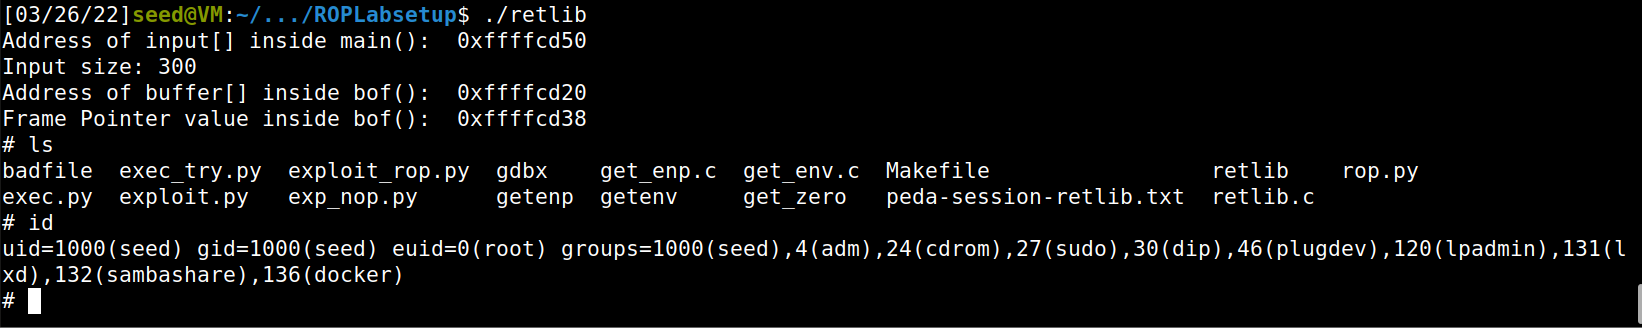 [03/26/22]seed@VM:~/.../ROPLabsetup$ ./retlib
Address of input[] inside main():  0xffffcd50
Input size: 300
Address of buffer[] inside bof():  0xffffcd20
Frame Pointer value inside bof():  0xffffcd38
# ls
badfile  exec_try.py  exploit_rop.py  gdbx     get_enp.c  get_env.c  Makefile                 retlib    rop.py
exec.py  exploit.py   exp_nop.py      getenp  getenv     get_zero   peda-session-retlib.txt  retlib.c
# id
uid=1000(seed) gid=1000(seed) euid=0(root) groups=1000(seed),4(adm),24(cdrom),27(sudo),30(dip),46(plugdev),120(lpadmin),131(l
xd),132(sambashare),136(docker)
#